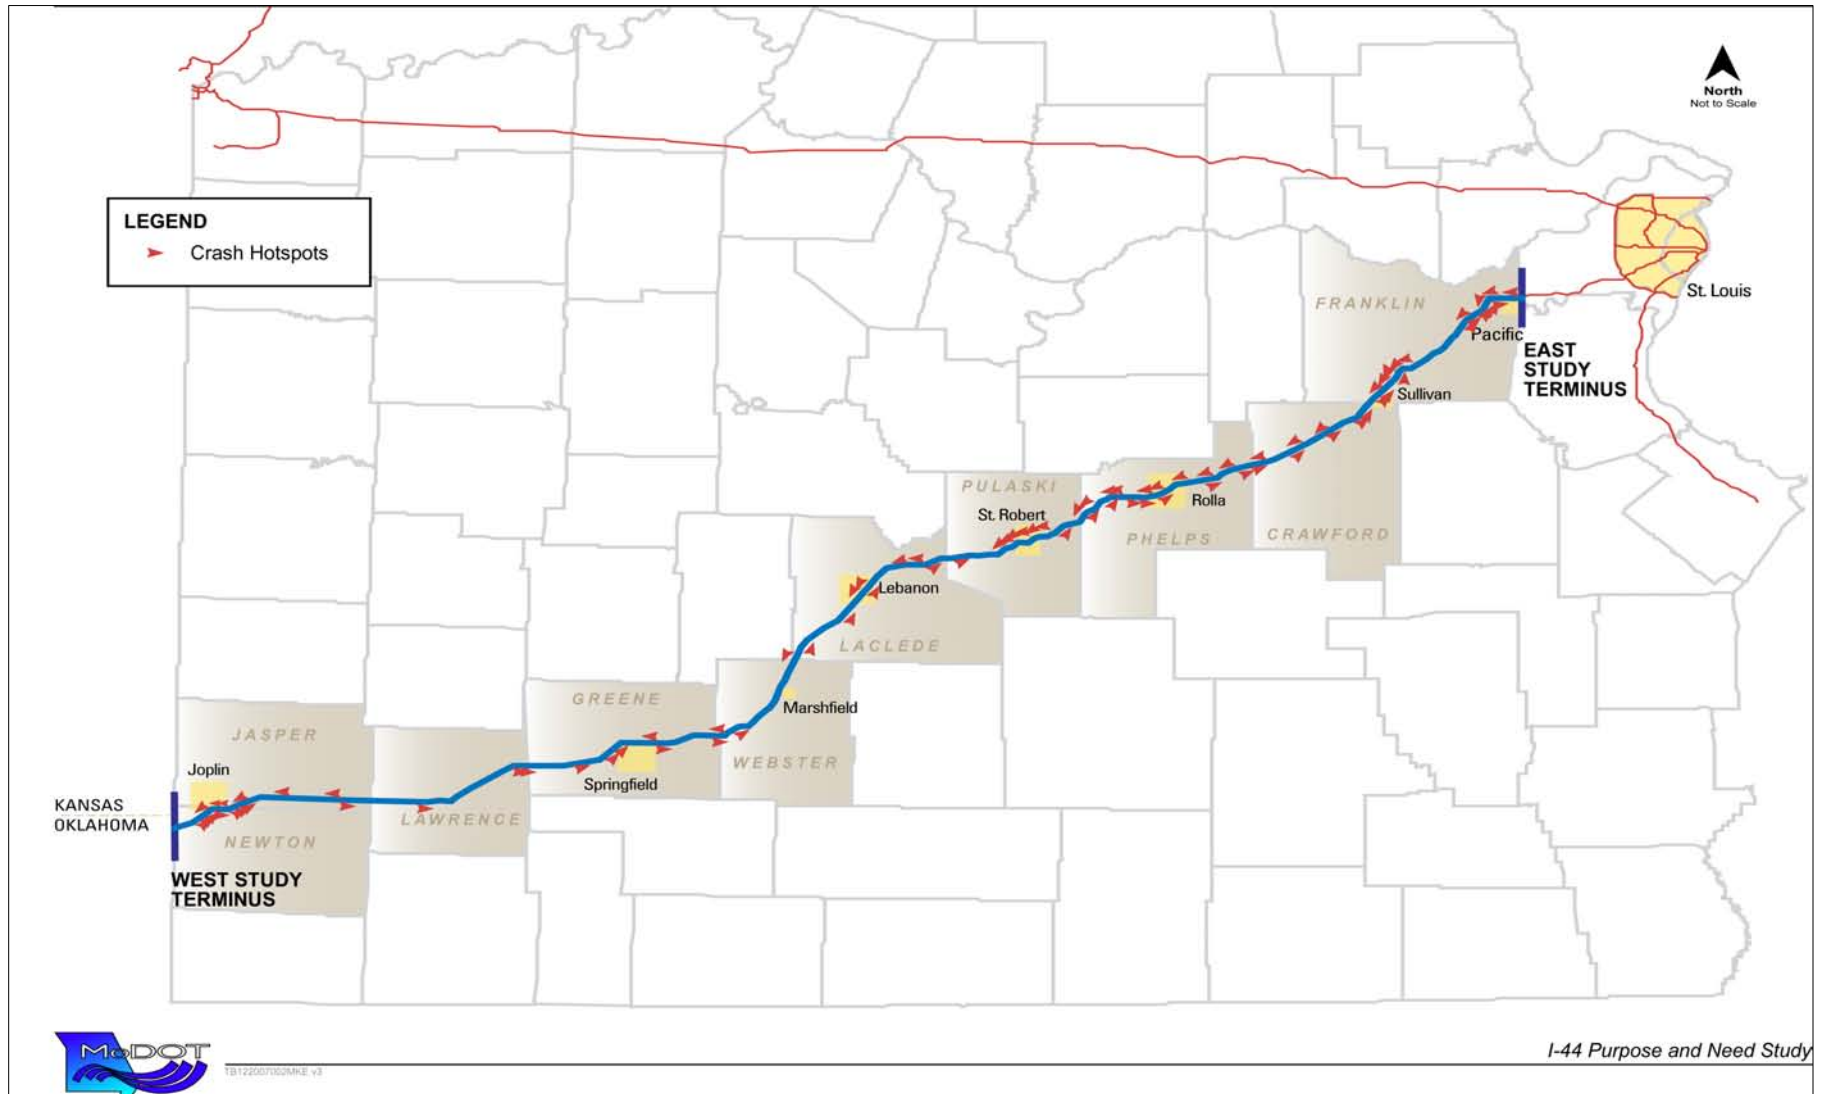 North
Not to Scale
LEGEND
Crash Hotspots
St. Louis
FRANKLIN
Pacific
EAST
STUDY
TERMINUS
Sullivan
PULASKI
St. Robert
Rolla
PHELPS
CRAWFORD
Lebanon
LACLEDE
GREENE
Marshfield
JASPER
WEBSTER
Joplin
Springfield
KANSAS
OKLAHOMA
LAWRENCE
NEWTON
WEST STUDY
TERMINUS
MoDOT
I-44 Purpose and Need Study
TB122007002MKE v3